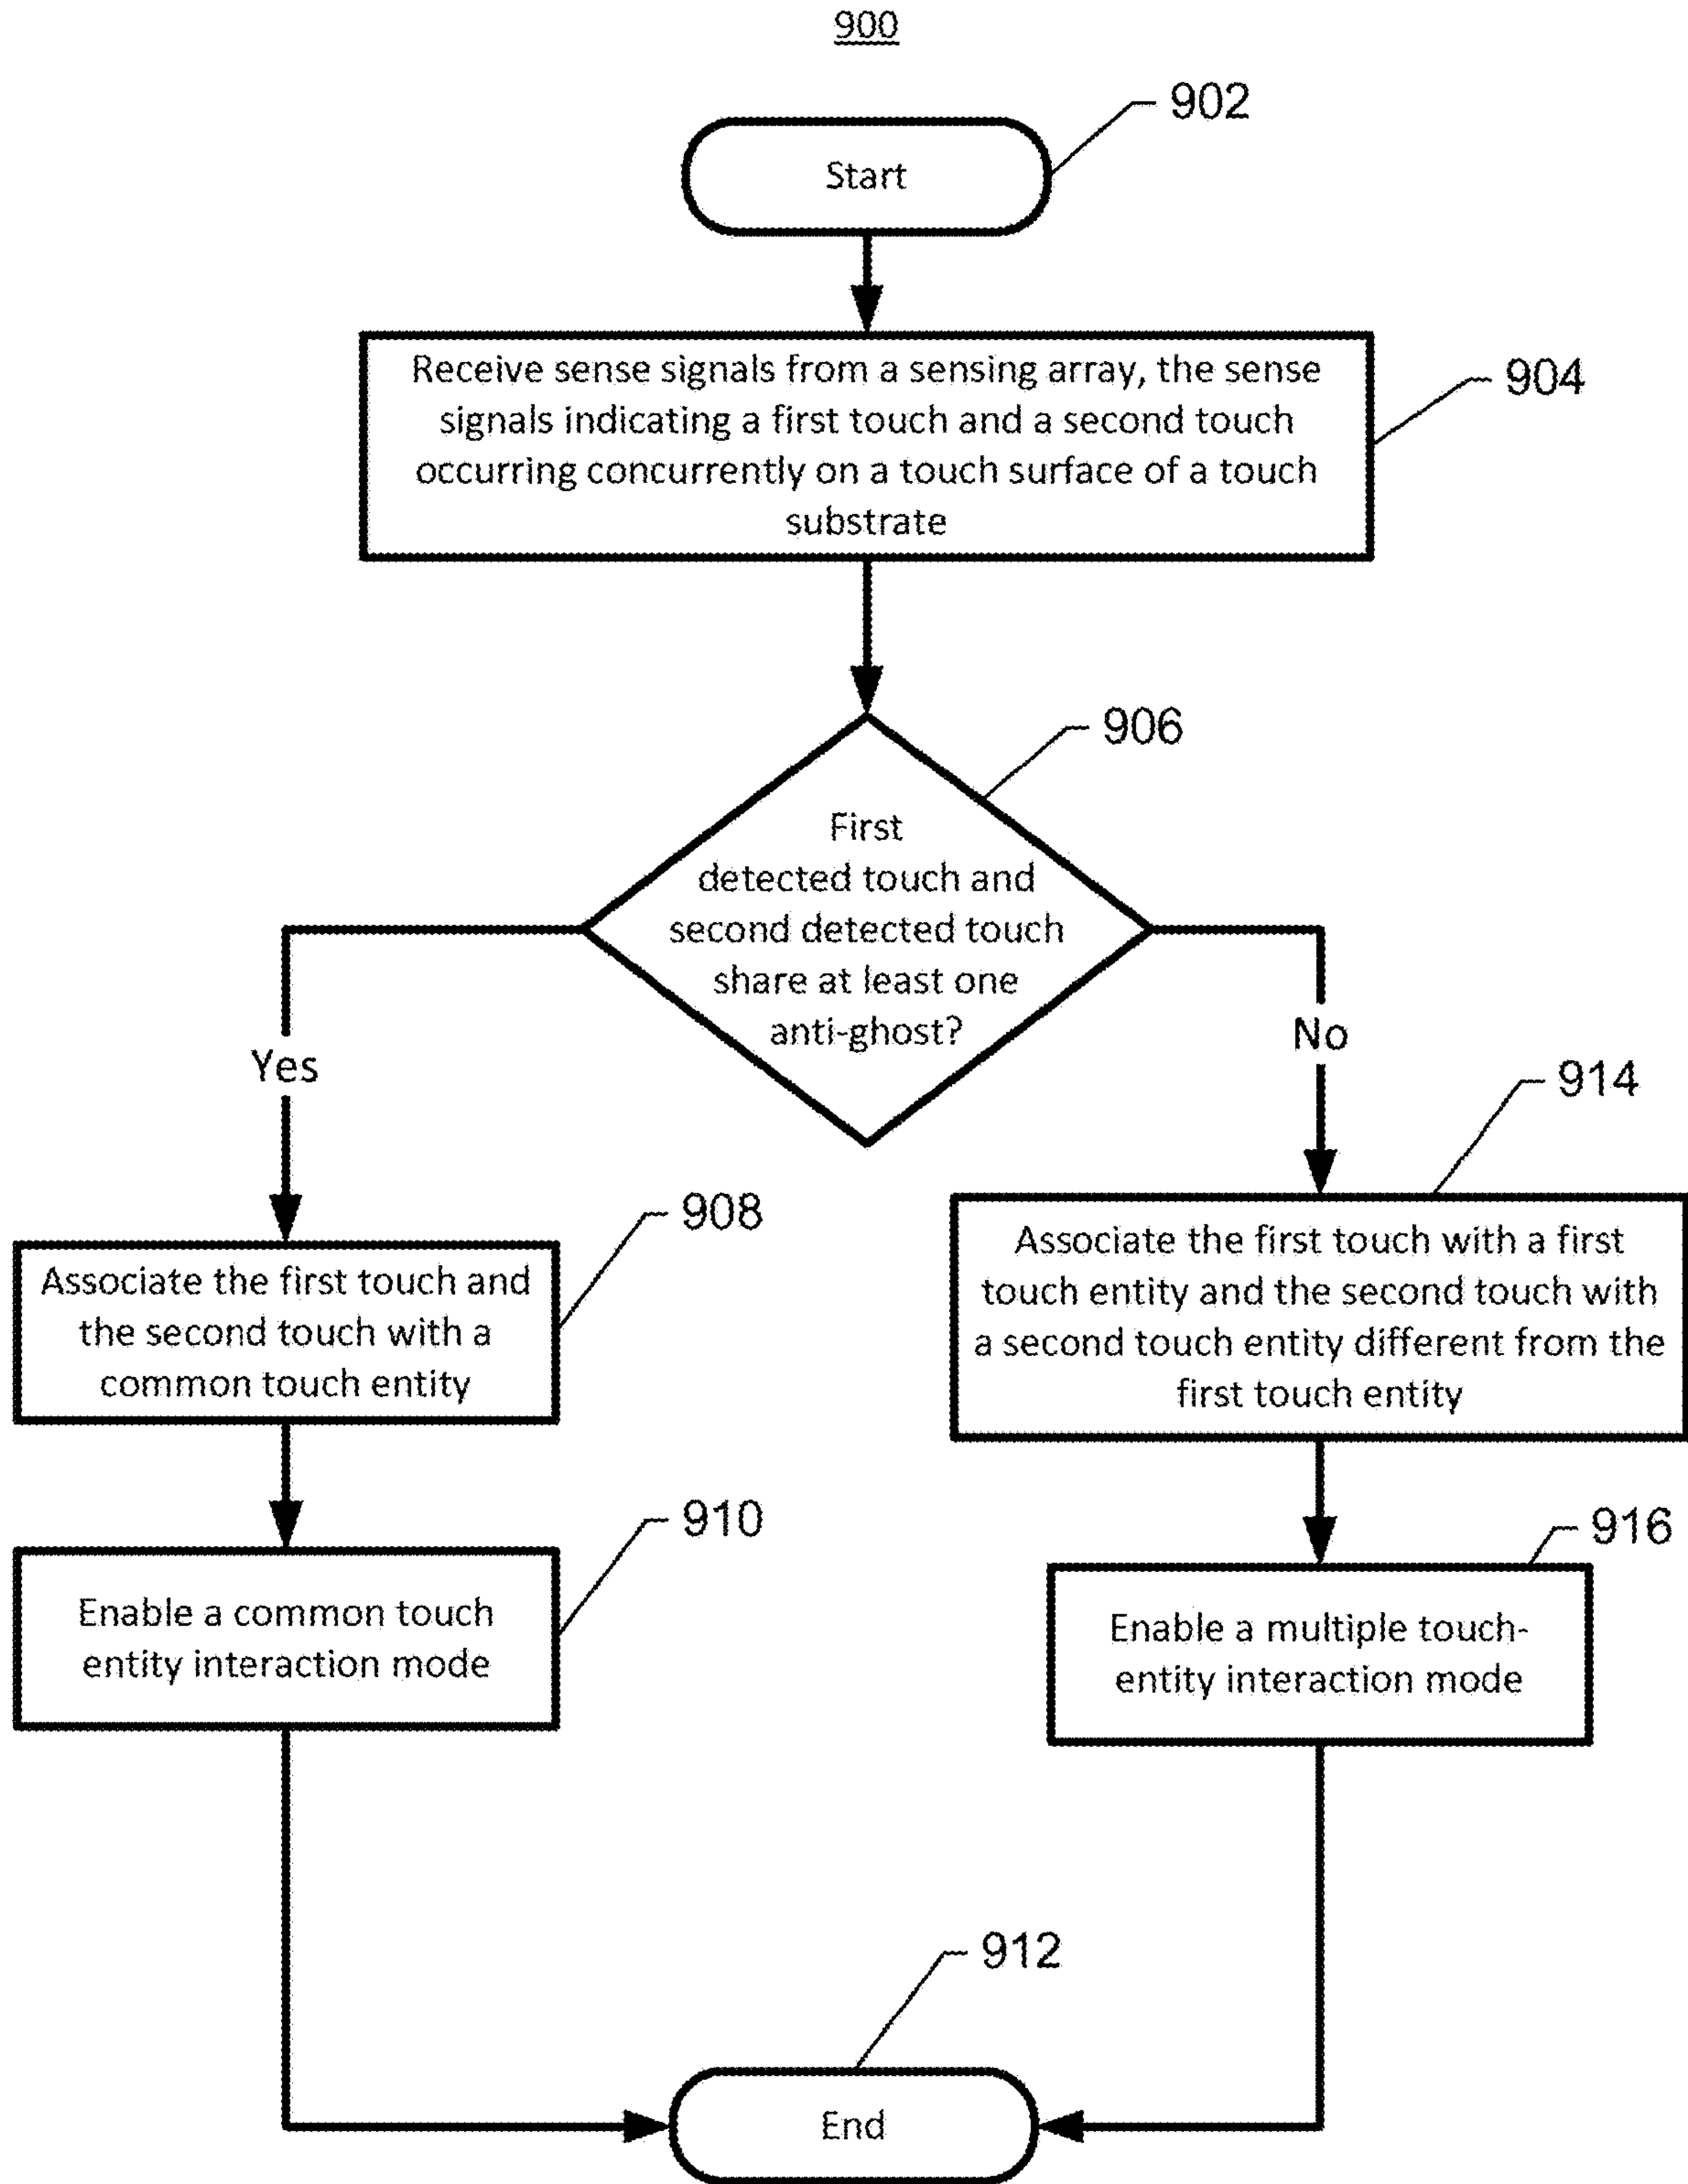 900
902
Start
Receive sense signals from a sensing array, the sense
signals indicating a first touch and a second touch
occurring concurrently on a touch surface of a touch
substrate
904
906
First
detected touch and
second detected touch
share at least one
anti-ghost?
Yes
No
908
Associate the first touch and
the second touch with a
common touch entity
914
Associate the first touch with a first
touch entity and the second touch with
a second touch entity different from the
first touch entity
910
Enable a common touch
entity interaction mode
916
Enable a multiple touch-
entity interaction mode
912
End